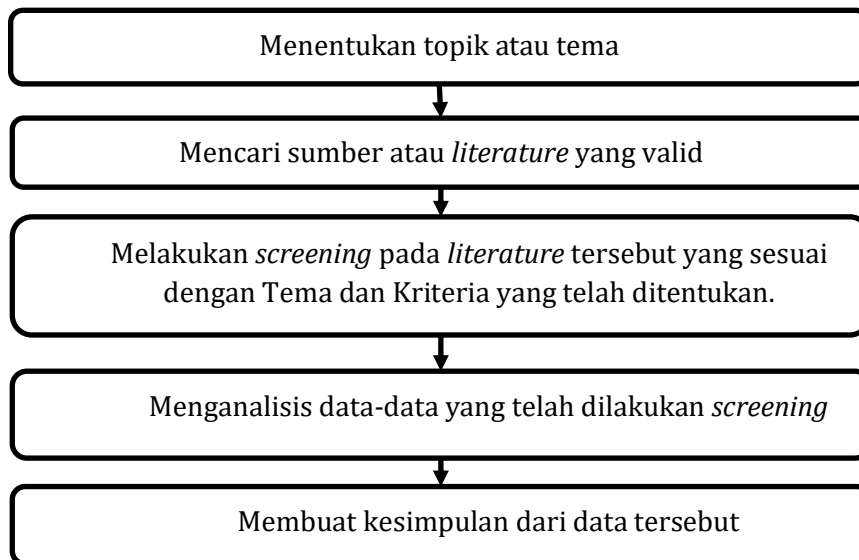 Menentukan topik atau tema
Mencari sumber atau literature yang valid
Melakukan screening pada literature tersebut yang sesuai
dengan Tema dan Kriteria yang telah ditentukan.
Menganalisis data-data yang telah dilakukan screening
Membuat kesimpulan dari data tersebut